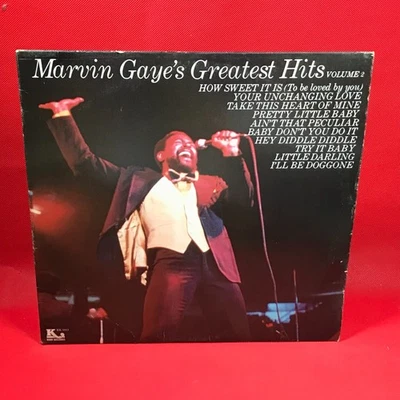 Marvin Gaye's Greatest Hits VOLUME 2
HOW SWEET IT IS (To be loved by you)
YOUR UNCHANGING LOVE
TAKE THIS HEART OF MINE
PRETTY LITTLE BABY
AIN'T THAT PECULIAR
BABY DON'T YOU DO IT
HEY DIDDLE DIDDLE
TRY IT BABY
LITTLE DARLING
I'LL BE DOGGONE